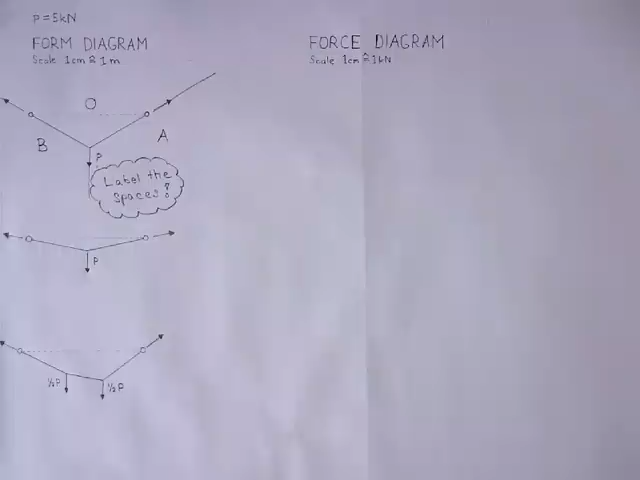 P = 5kN
FORM DIAGRAM
Scale 1cm ≙ 1m
FORCE DIAGRAM
Scale 1cm ≙ 1kN
O
B
A
P
Label the
Spaces!
P
½P
½P